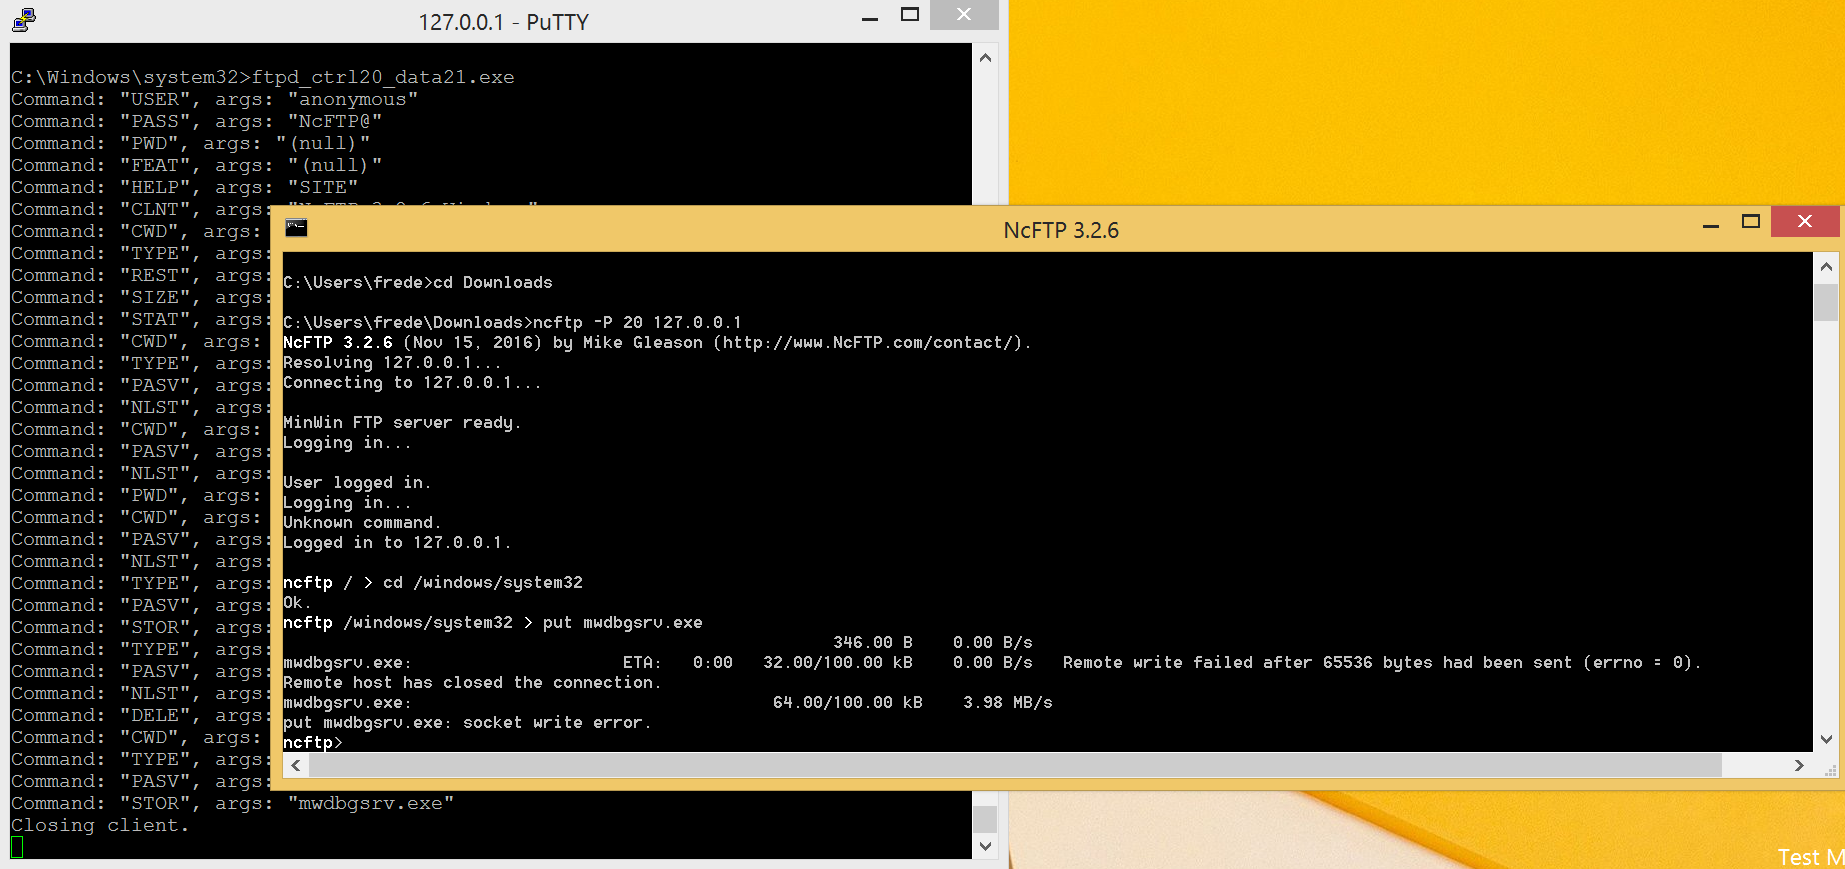 127.0.0.1 - PuTTY
C:\Windows\system32>ftpd_ctrl20_data21.exe
Command: "USER", args: "anonymous"
Command: "PASS", args: "NcFTP@"
Command: "PWD", args: "(null)"
Command: "FEAT", args: "(null)"
Command: "HELP", args: "SITE"
Command: "CLNT", args:
Command: "CWD", args:
Command: "TYPE", args:
Command: "REST", args:
Command: "SIZE", args:
Command: "STAT", args:
Command: "CWD", args:
Command: "TYPE", args:
Command: "PASV", args:
Command: "NLST", args:
Command: "CWD", args:
Command: "PASV", args:
Command: "NLST", args:
Command: "PWD", args:
Command: "CWD", args:
Command: "PASV", args:
Command: "NLST", args:
Command: "TYPE", args:
Command: "PASV", args:
Command: "STOR", args:
Command: "TYPE", args:
Command: "PASV", args:
Command: "NLST", args:
Command: "DELE", args:
Command: "CWD", args:
Command: "TYPE", args:
Command: "PASV", args:
Command: "STOR", args: "mwdbgsrv.exe"
Closing client.
NcFTP 3.2.6
C:\Users\frede>cd Downloads
C:\Users\frede\Downloads>ncftp -P 20 127.0.0.1
NcFTP 3.2.6 (Nov 15, 2016) by Mike Gleason (http://www.NcFTP.com/contact/).
Resolving 127.0.0.1...
Connecting to 127.0.0.1...
MinWin FTP server ready.
Logging in...
User logged in.
Logging in...
Unknown command.
Logged in to 127.0.0.1.
ncftp / > cd /windows/system32
Ok.
ncftp /windows/system32 > put mwdbgsrv.exe
346.00 B 0.00 B/s
mwdbgsrv.exe: ETA: 0:00 32.00/100.00 kB 0.00 B/s Remote write failed after 65536 bytes had been sent (errno = 0).
Remote host has closed the connection.
mwdbgsrv.exe: 64.00/100.00 kB 3.98 MB/s
put mwdbgsrv.exe: socket write error.
ncftp>
Test M